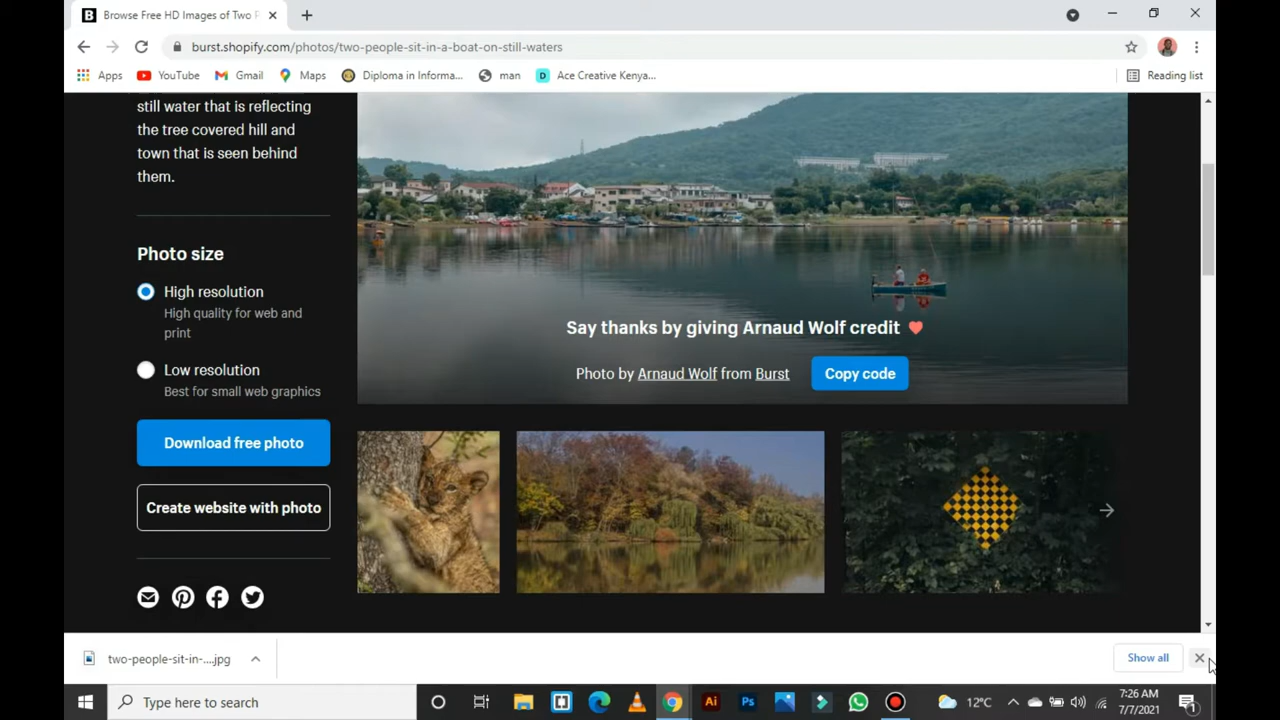 Browse Free HD Images of Two
burst.shopify.com/photos/two-people-sit-in-a-boat-on-still-waters
Apps
YouTube
Gmail
Maps
Diploma in Informa...
man
Ace Creative Kenya...
Reading list
still water that is reflecting
the tree covered hill and
town that is seen behind
them.
Photo size
High resolution
High quality for web and
print
Low resolution
Best for small web graphics
Download free photo
Create website with photo
Say thanks by giving Arnaud Wolf credit
Photo by Arnaud Wolf from Burst
Copy code
two-people-sit-in-....jpg
Show all
Type here to search
Ai
Ps
12°C
7:26 AM
7/7/2021
1